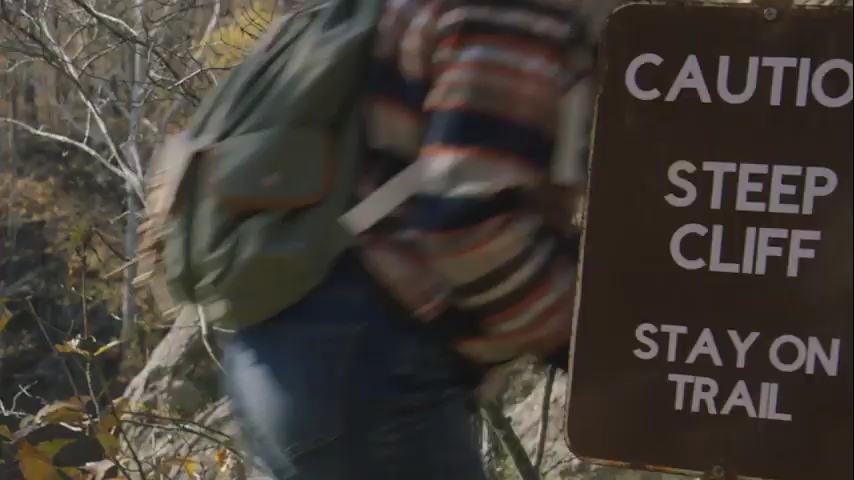 CAUTIO
STEEP
CLIFF
STAY ON
TRAIL